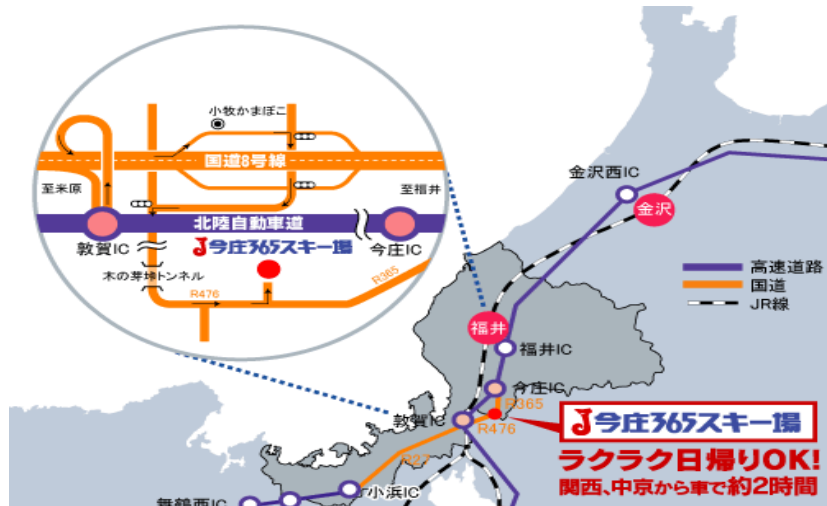 小牧かまぼこ
国道8号線
至米原
至福井
北陸自動車道
敦賀IC
今庄365スキー場
今庄IC
木の芽峠トンネル
R476
R365
金沢西IC
金沢
高速道路
国道
JR線
福井
福井IC
今庄IC
R365
敦賀IC
R476
R27
小浜IC
舞鶴西IC
今庄365スキー場
ラクラク日帰りOK!
関西、中京から車で約2時間